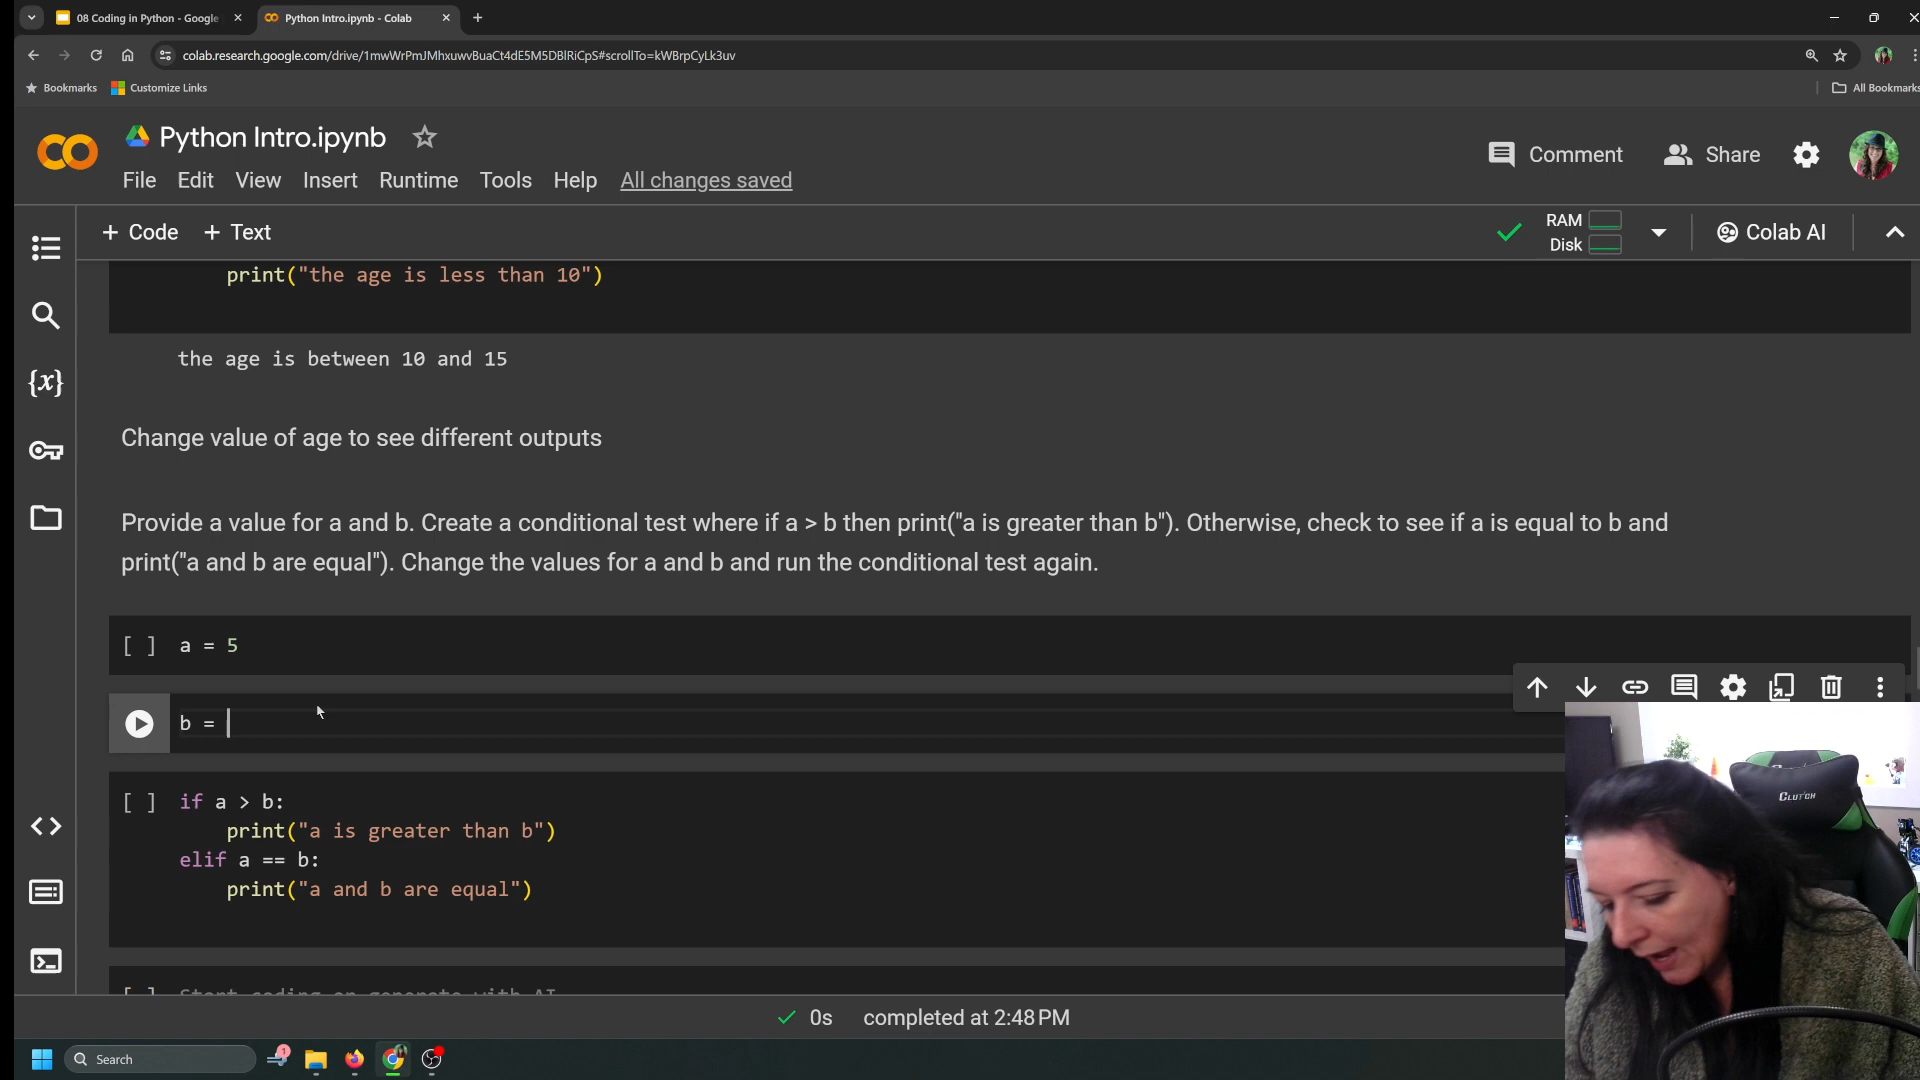 08 Coding in Python - Google
Python Intro.ipynb - Colab
colab.research.google.com/drive/1mwWrPmJMhxuwvBuaCt4dE5M5DBlRiCpS#scrollTo=kWBrpCyLk3uv
Bookmarks
Customize Links
All Bookmarks
Python Intro.ipynb
Comment
Share
File Edit View Insert Runtime Tools Help All changes saved
+ Code + Text
RAM
Disk
Colab AI
print("the age is less than 10")
the age is between 10 and 15
Change value of age to see different outputs
Provide a value for a and b. Create a conditional test where if a > b then print("a is greater than b"). Otherwise, check to see if a is equal to b and
print("a and b are equal"). Change the values for a and b and run the conditional test again.
[ ] a = 5
b =
[ ] if a > b:
print("a is greater than b")
elif a == b:
print("a and b are equal")
[ ] Start coding or generate with AI
CLUTCH
0s completed at 2:48 PM
Search
1